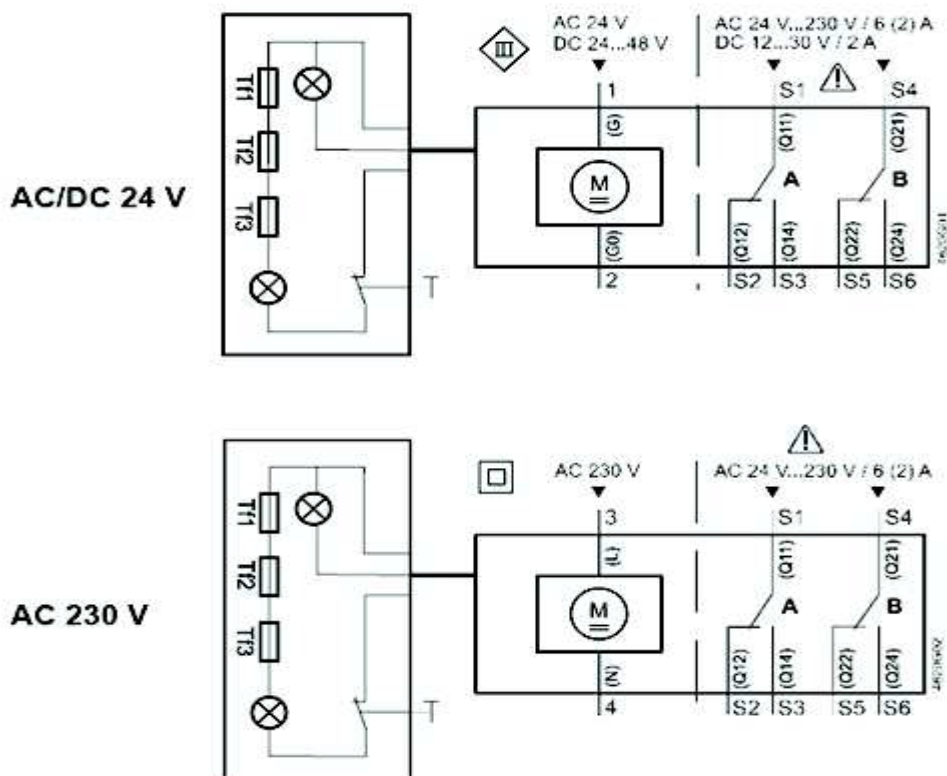 AC/DC 24 V
Tf1
Tf2
Tf3
T
III
AC 24 V
DC 24...48 V
AC 24 V...230 V / 6 (2) A
DC 12...30 V / 2 A
1
S1
S4
(G)
(Q11)
(Q21)
M
A
B
(G0)
(Q12)
(Q14)
(Q22)
(Q24)
2
S2
S3
S5
S6
AC 230 V
Tf1
Tf2
Tf3
T
AC 230 V
AC 24 V...230 V / 6 (2) A
3
S1
S4
(L)
(Q11)
(Q21)
M
A
B
(N)
(Q12)
(Q14)
(Q22)
(Q24)
4
S2
S3
S5
S6